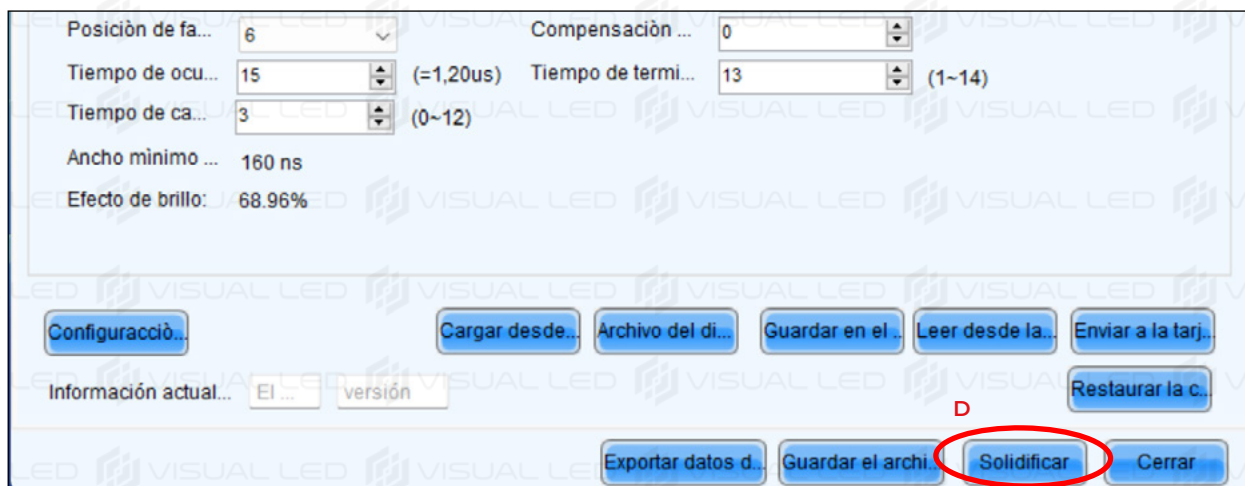 Posiciòn de fa... 6 Compensaciòn ... 0
Tiempo de ocu... 15 (=1,20us) Tiempo de termi... 13 (1~14)
Tiempo de ca... 3 (0~12)
Ancho mìnimo ... 160 ns
Efecto de brillo: 68.96%
Configuracciò... Cargar desde... Archivo del di... Guardar en el ... Leer desde la... Enviar a la tarj...
Información actual... El ... versión Restaurar la c...
D
Exportar datos d... Guardar el archi... Solidificar Cerrar
VISUAL LED